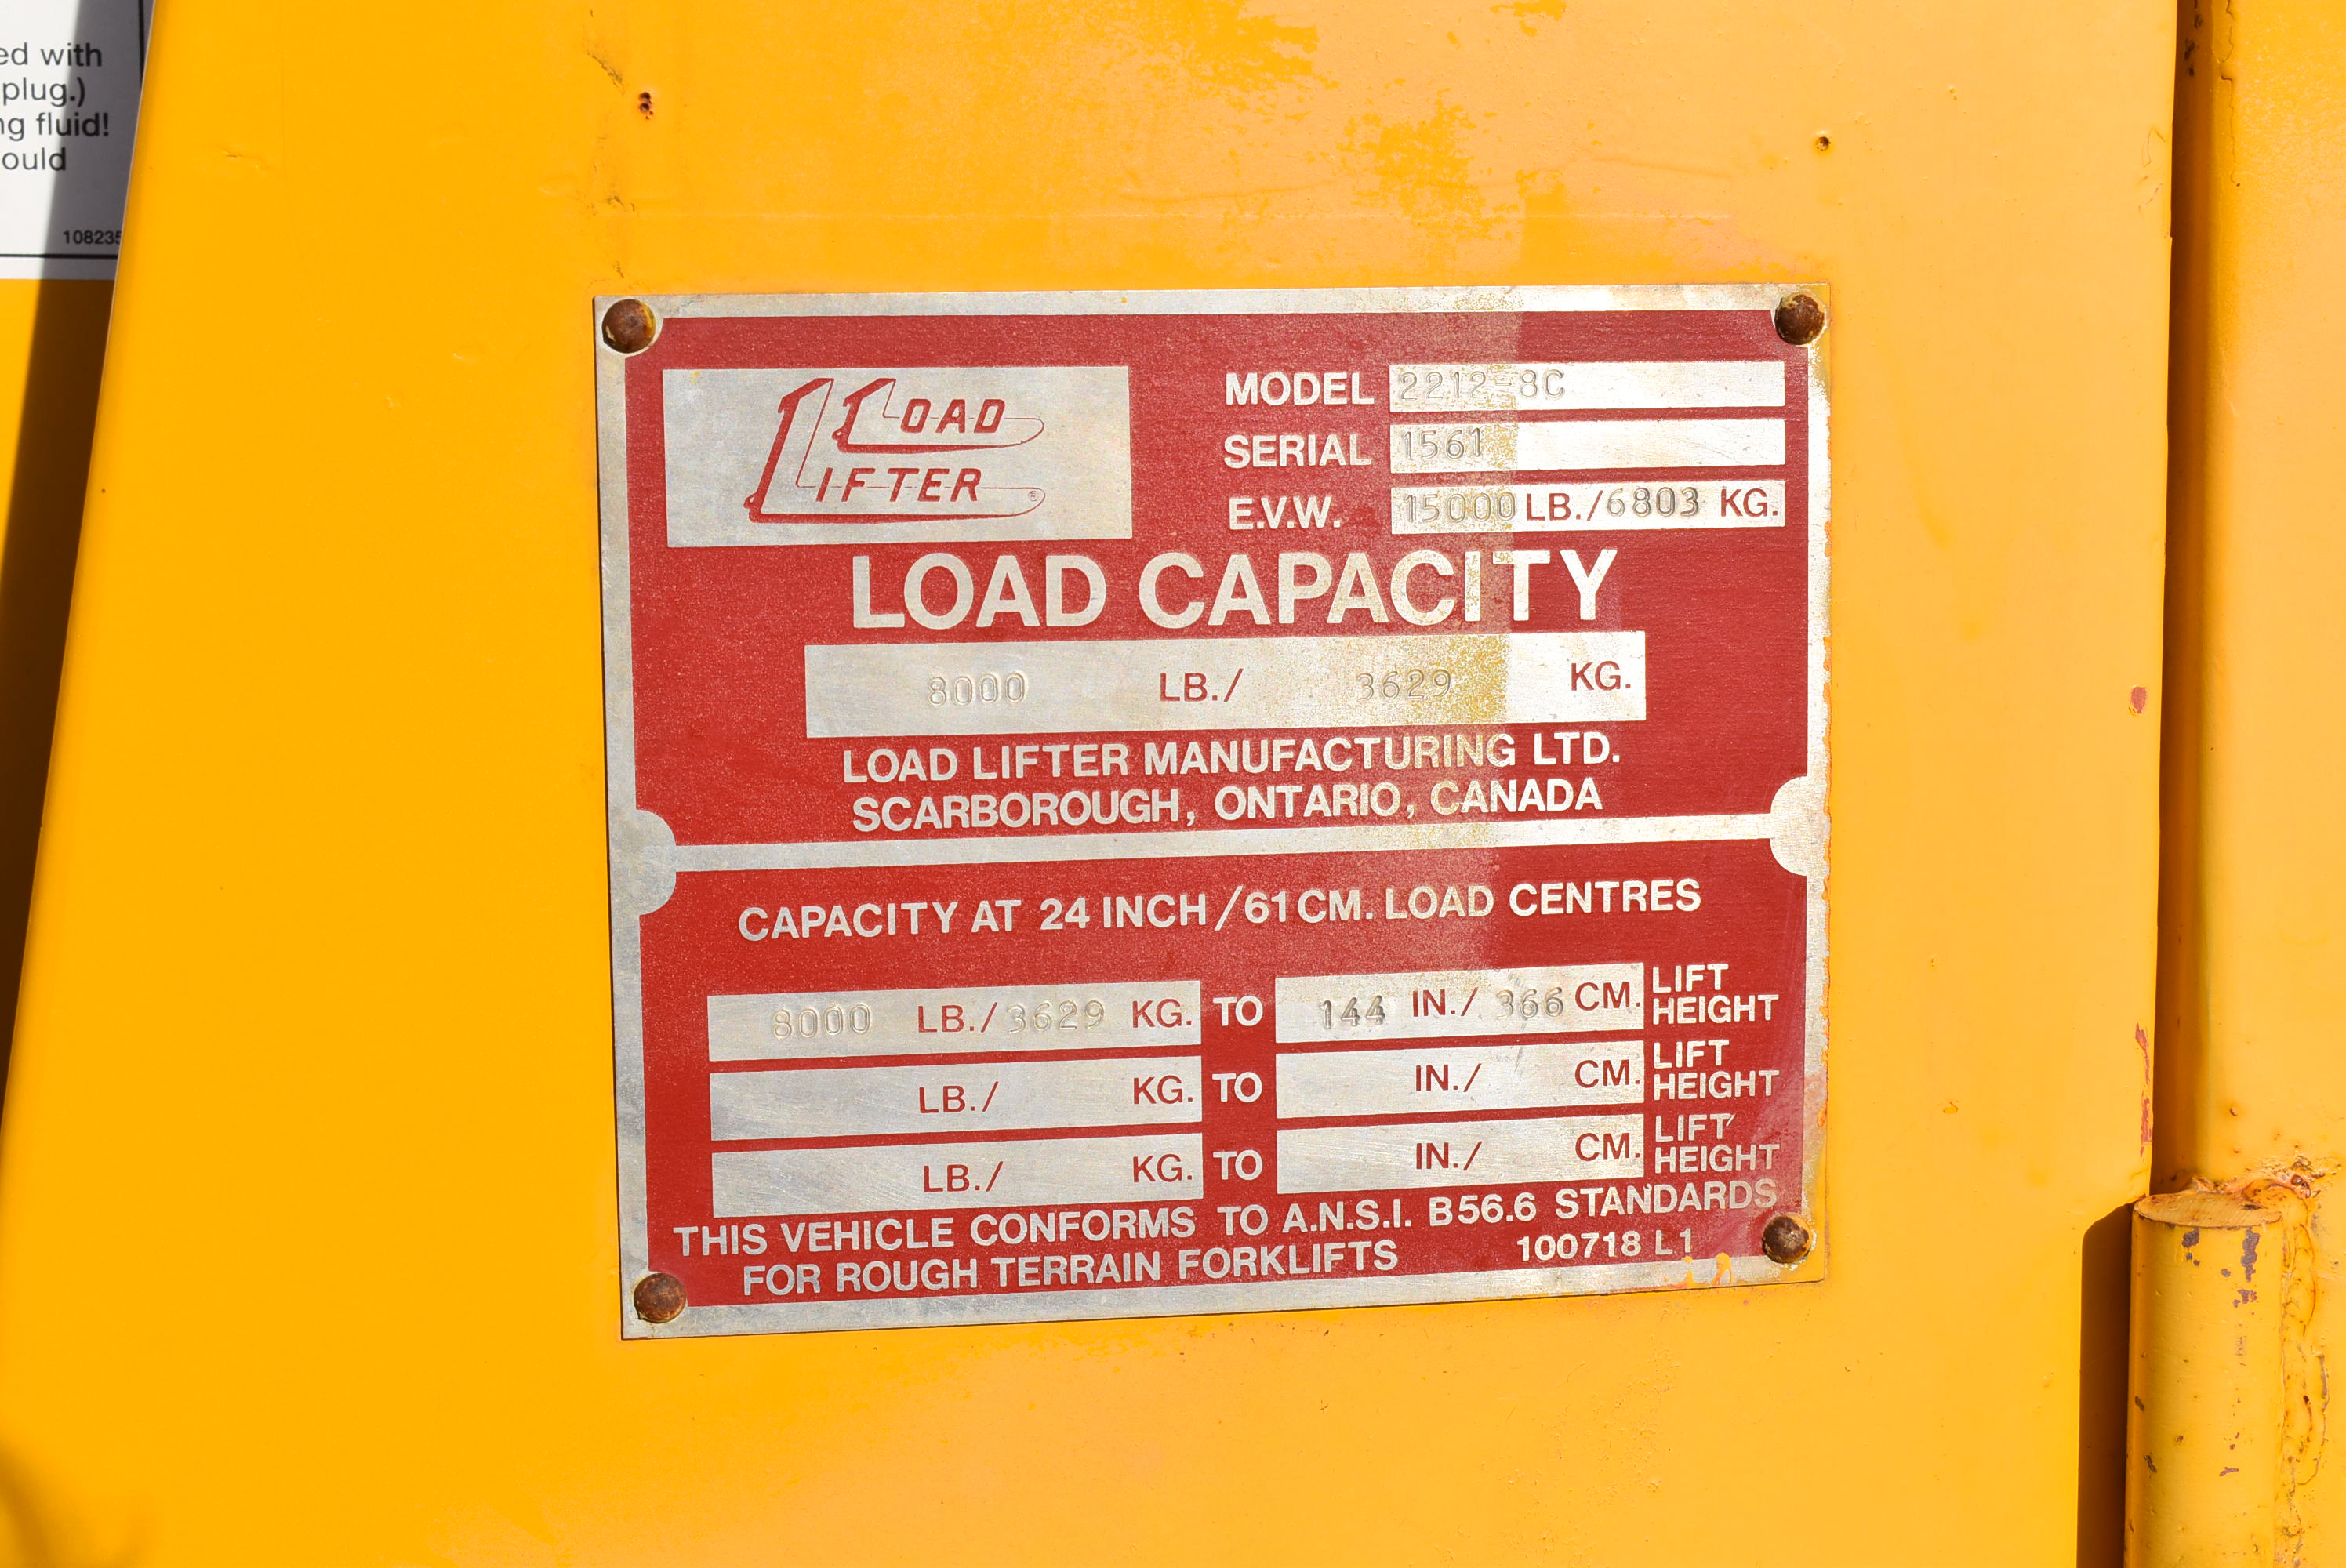 ed with
plug.)
ng fluid!
ould
108235
LOAD
LIFTER ®
MODEL 2212-8C
SERIAL 1561
E.V.W. 15000 LB./6803 KG.
LOAD CAPACITY
8000 LB./ 3629 KG.
LOAD LIFTER MANUFACTURING LTD.
SCARBOROUGH, ONTARIO, CANADA
CAPACITY AT 24 INCH/61 CM. LOAD CENTRES
8000 LB./3629 KG. TO 144 IN./ 366 CM. LIFT HEIGHT
LB./ KG. TO IN./ CM. LIFT HEIGHT
LB./ KG. TO IN./ CM. LIFT HEIGHT
THIS VEHICLE CONFORMS TO A.N.S.I. B56.6 STANDARDS
FOR ROUGH TERRAIN FORKLIFTS 100718 L1